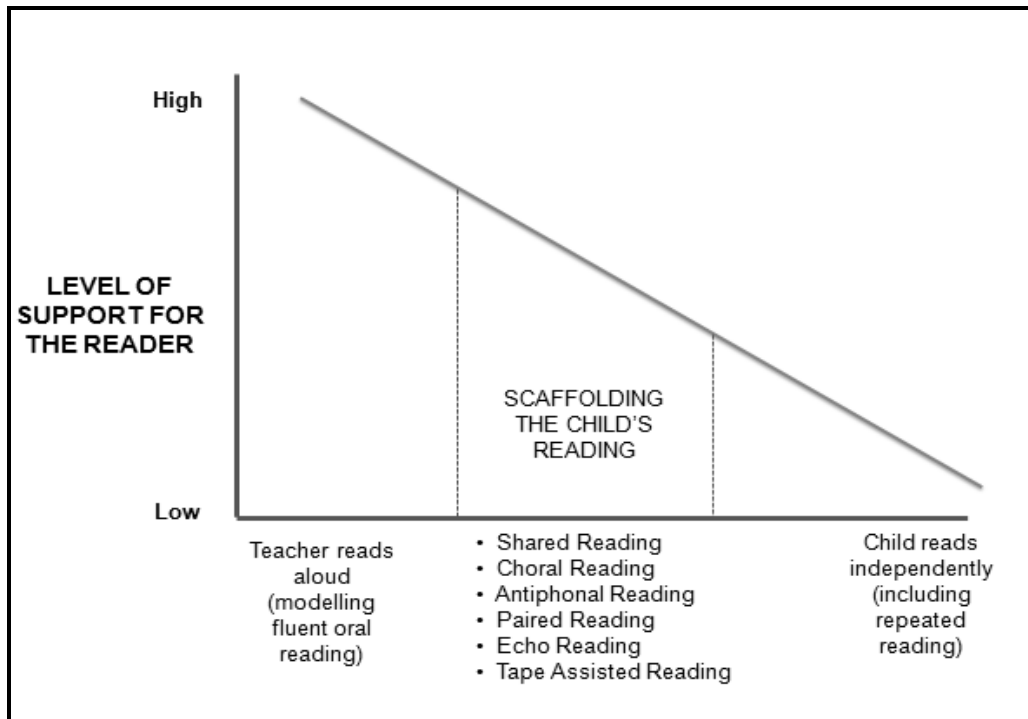 High
LEVEL OF
SUPPORT FOR
THE READER
SCAFFOLDING
THE CHILD'S
READING
Low
Teacher reads
aloud
(modelling
fluent oral
reading)
• Shared Reading
• Choral Reading
• Antiphonal Reading
• Paired Reading
• Echo Reading
• Tape Assisted Reading
Child reads
independently
(including
repeated
reading)